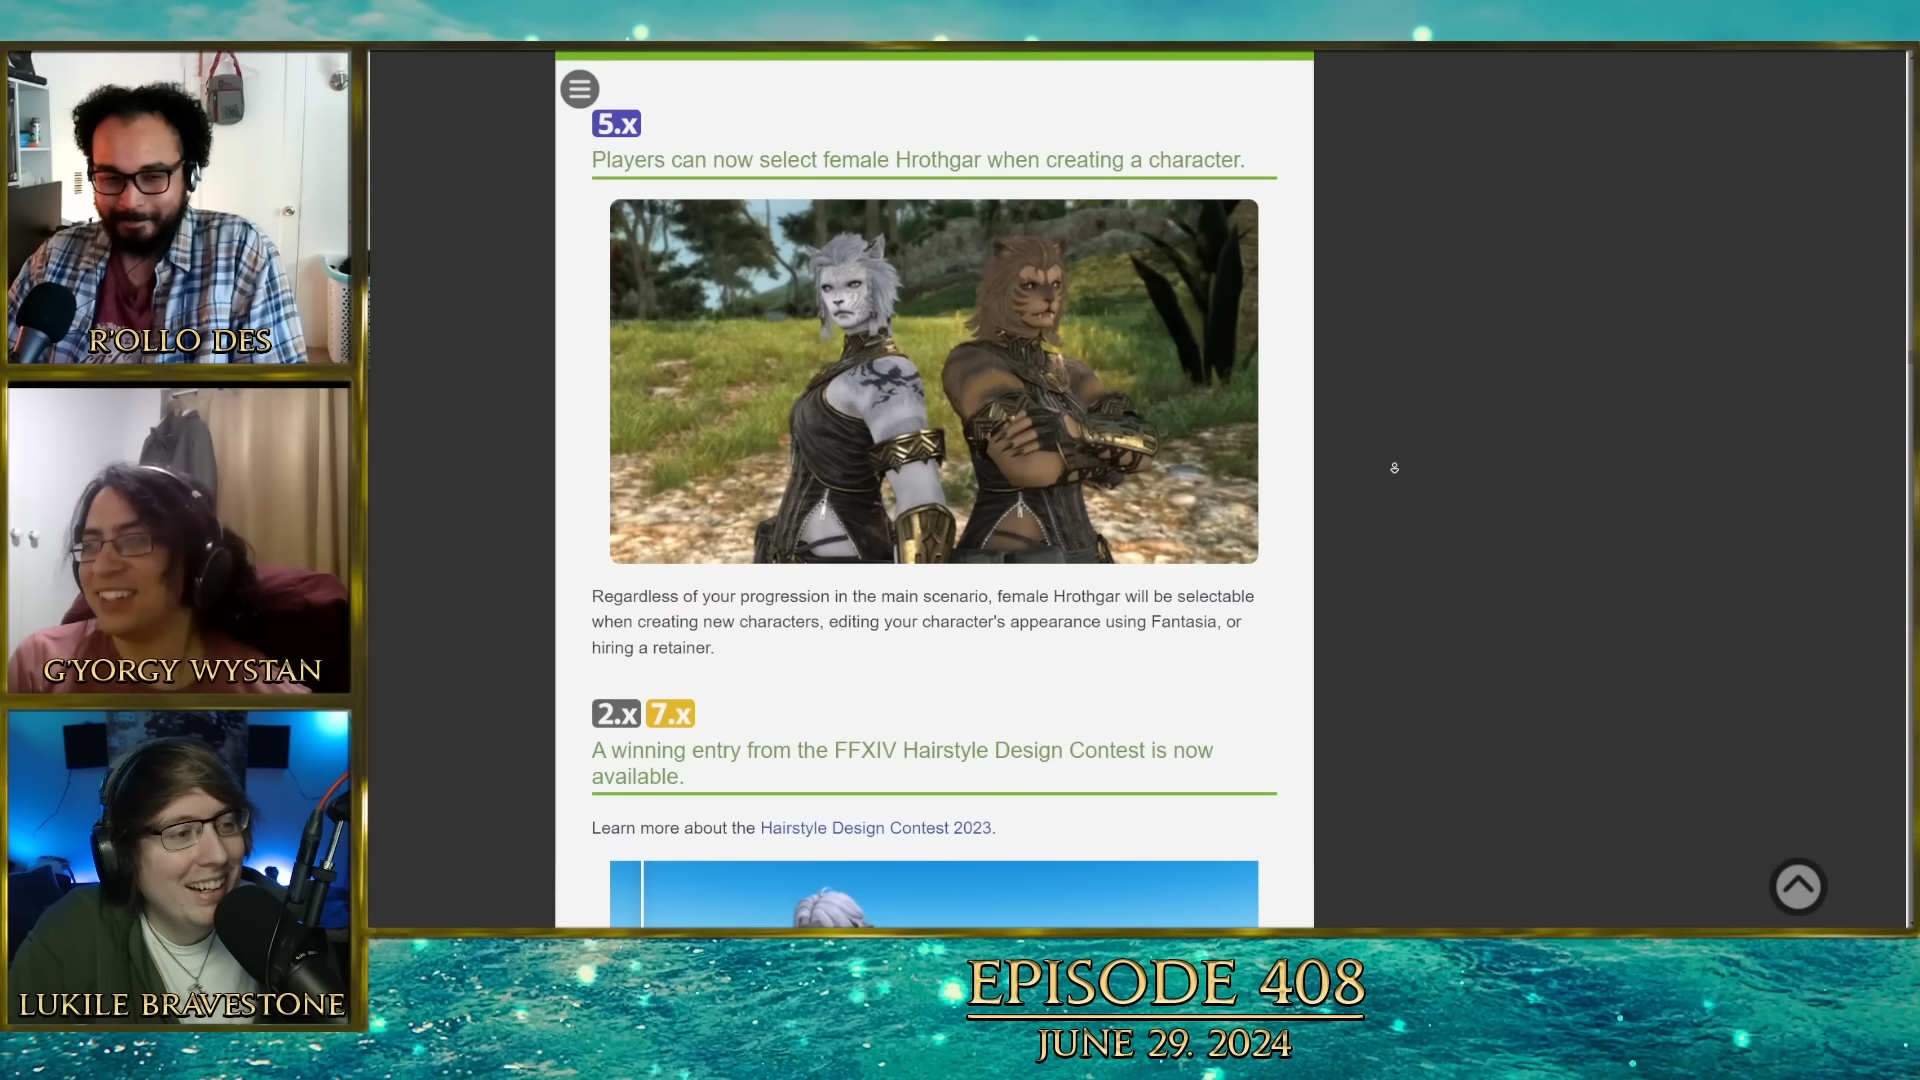 R'OLLO DES
G'YORGY WYSTAN
LUKILE BRAVESTONE
5.x
Players can now select female Hrothgar when creating a character.
Regardless of your progression in the main scenario, female Hrothgar will be selectable
when creating new characters, editing your character's appearance using Fantasia, or
hiring a retainer.
2.x 7.x
A winning entry from the FFXIV Hairstyle Design Contest is now
available.
Learn more about the Hairstyle Design Contest 2023.
EPISODE 408
JUNE 29. 2024